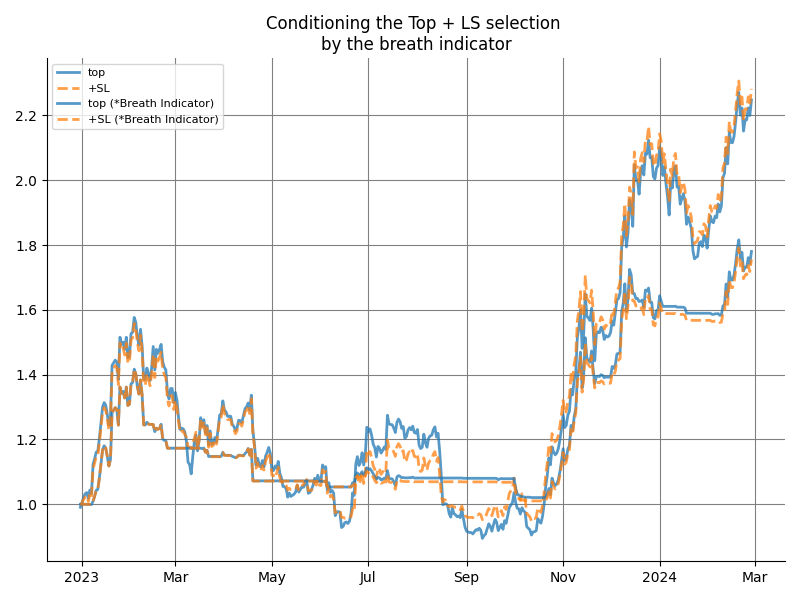 Conditioning the Top + LS selection
by the breath indicator
top
+SL
top (*Breath Indicator)
+SL (*Breath Indicator)
2.2
2.0
1.8
1.6
1.4
1.2
1.0
2023 Mar May Jul Sep Nov 2024 Mar